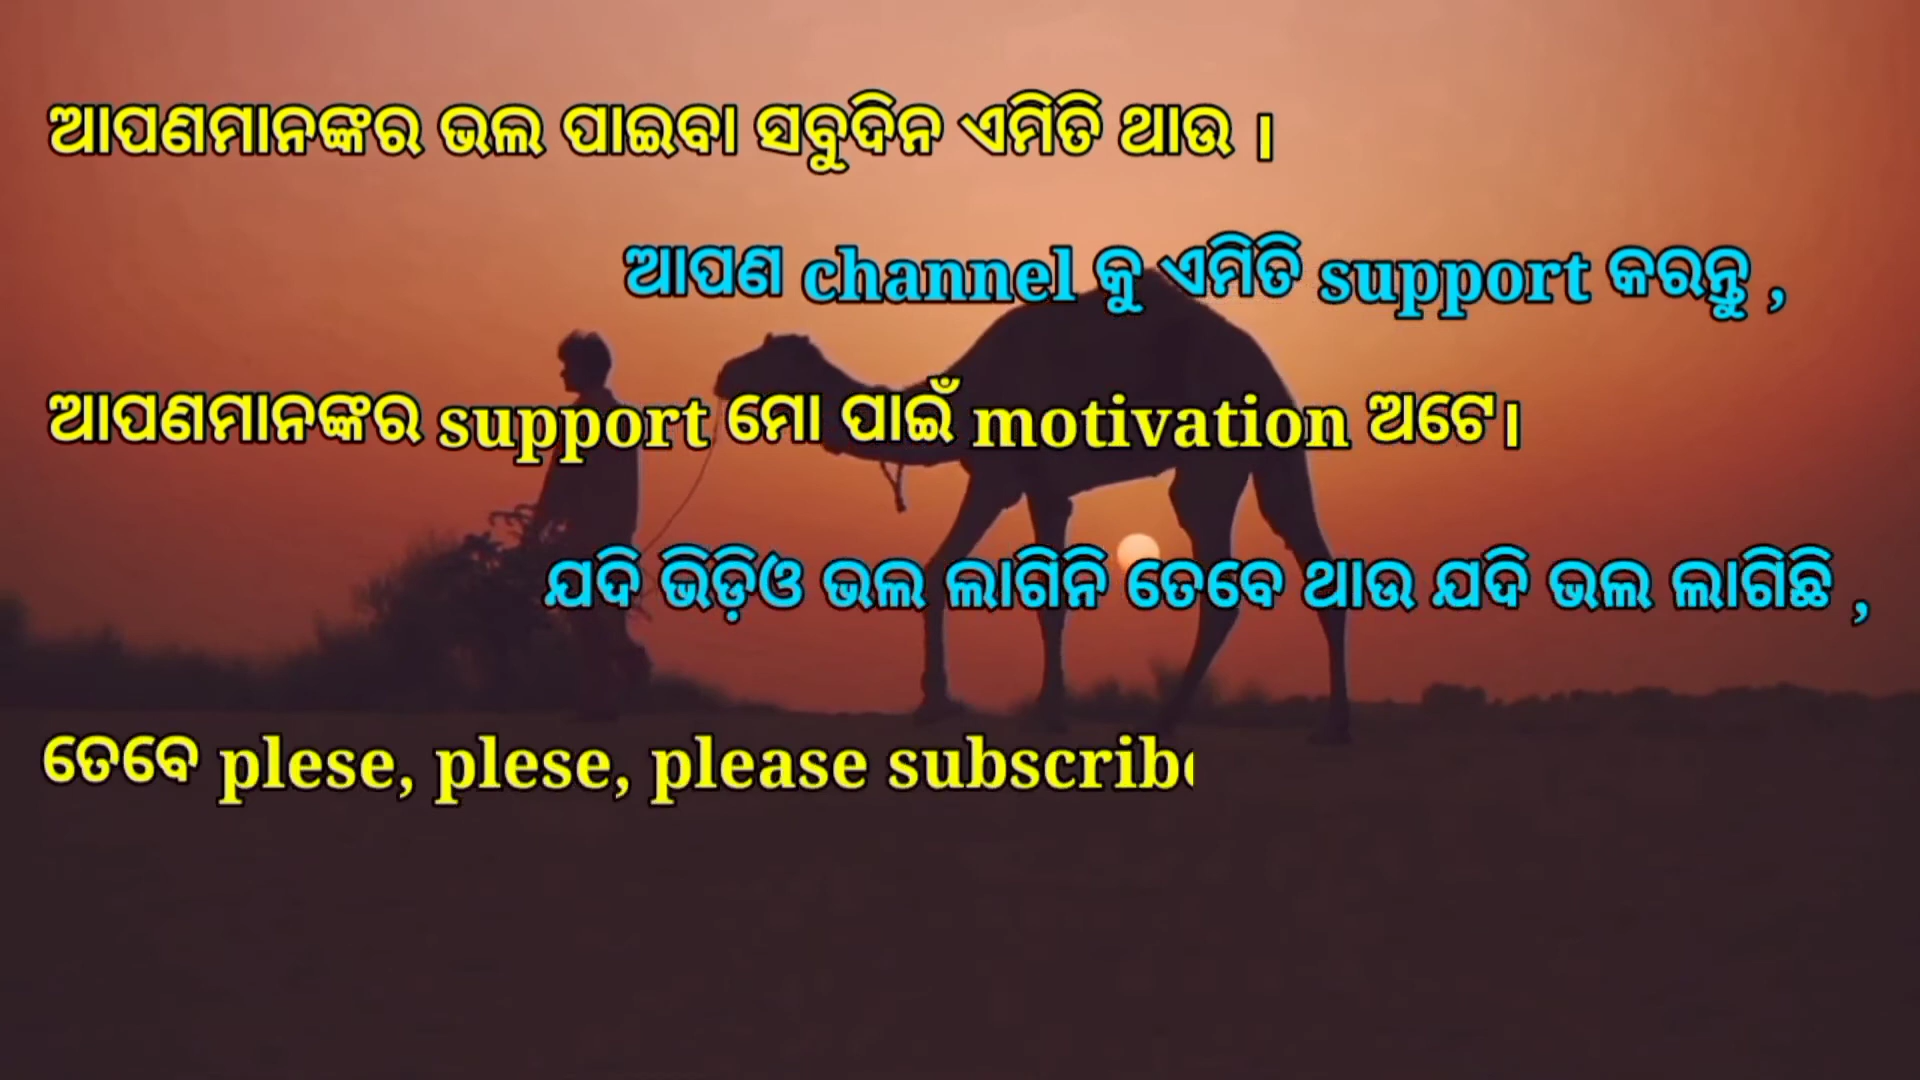 ଆପଣମାନଙ୍କର ଭଲ ପାଇବା ସବୁଦିନ ଏମିତି ଥାଉ ।
ଆପଣ channel କୁ ଏମିତି support କରନ୍ତୁ ,
ଆପଣମାନଙ୍କର support ମୋ ପାଇଁ motivation ଅଟେ।
ଯଦି ଭିଡ଼ିଓ ଭଲ ଲାଗିନି ତେବେ ଥାଉ ଯଦି ଭଲ ଲାଗିଛି ,
ତେବେ plese, plese, please subscribe